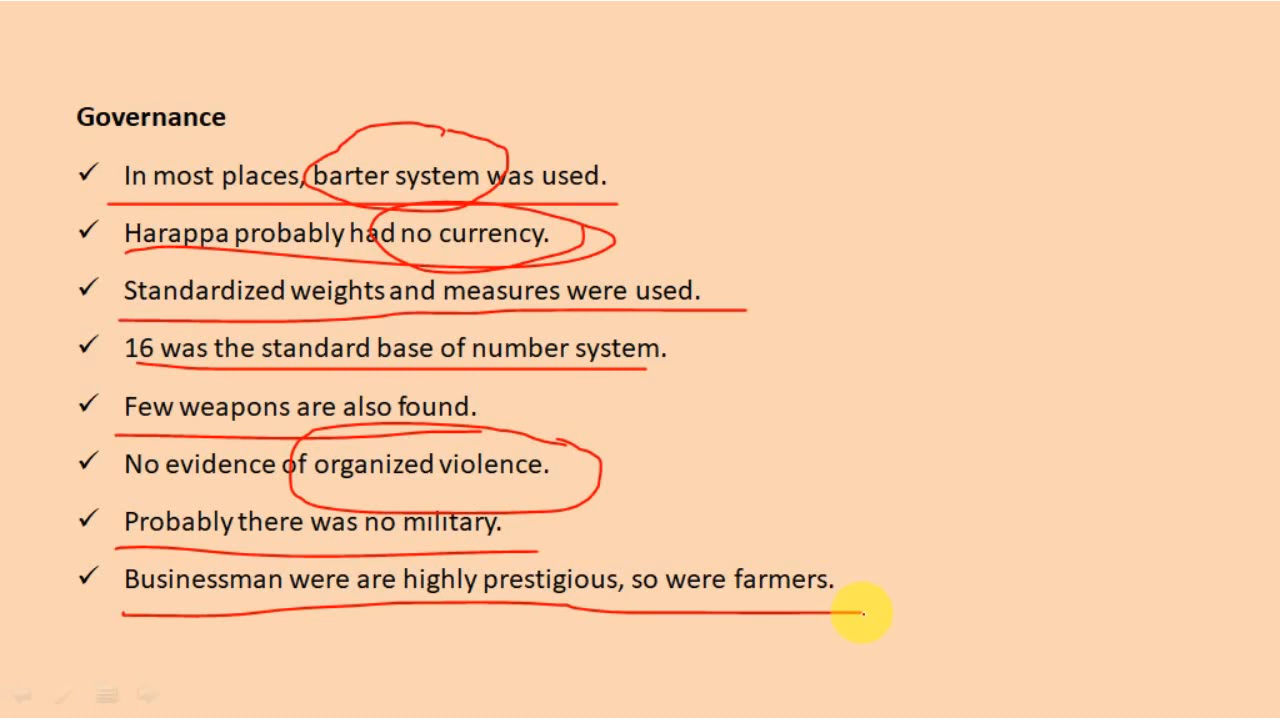 Governance
✓ In most places, barter system was used.
✓ Harappa probably had no currency.
✓ Standardized weights and measures were used.
✓ 16 was the standard base of number system.
✓ Few weapons are also found.
✓ No evidence of organized violence.
✓ Probably there was no military.
✓ Businessman were are highly prestigious, so were farmers.